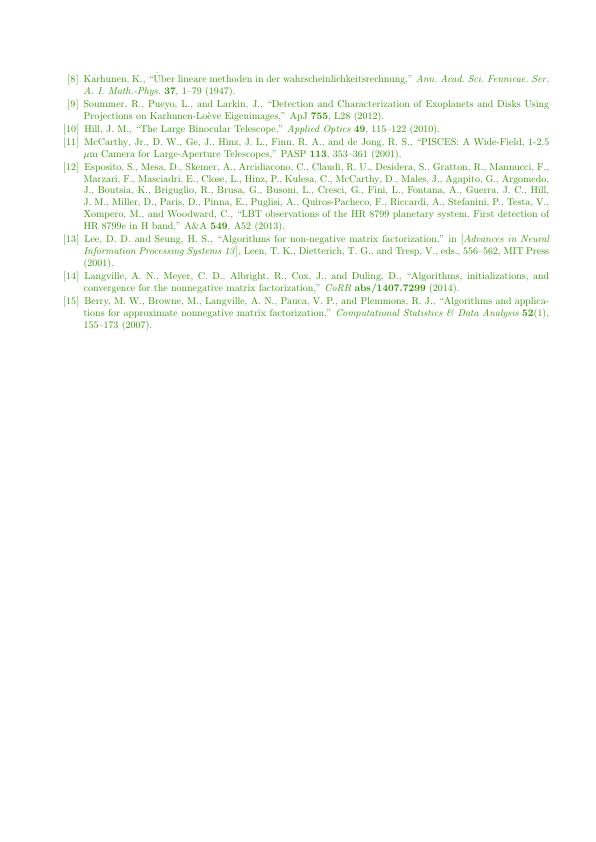 [8] Karhunen, K., “Über lineare methoden in der wahrscheinlichkeitsrechnung,” Ann. Acad. Sci. Fennicae. Ser.
A. I. Math.-Phys. 37, 1–79 (1947).
[9] Soummer, R., Pueyo, L., and Larkin, J., “Detection and Characterization of Exoplanets and Disks Using
Projections on Karhunen-Loève Eigenimages,” ApJ 755, L28 (2012).
[10] Hill, J. M., “The Large Binocular Telescope,” Applied Optics 49, 115–122 (2010).
[11] McCarthy, Jr., D. W., Ge, J., Hinz, J. L., Finn, R. A., and de Jong, R. S., “PISCES: A Wide-Field, 1-2.5
μm Camera for Large-Aperture Telescopes,” PASP 113, 353–361 (2001).
[12] Esposito, S., Mesa, D., Skemer, A., Arcidiacono, C., Claudi, R. U., Desidera, S., Gratton, R., Mannucci, F.,
Marzari, F., Masciadri, E., Close, L., Hinz, P., Kulesa, C., McCarthy, D., Males, J., Agapito, G., Argomedo,
J., Boutsia, K., Briguglio, R., Brusa, G., Busoni, L., Cresci, G., Fini, L., Fontana, A., Guerra, J. C., Hill,
J. M., Miller, D., Paris, D., Pinna, E., Puglisi, A., Quiros-Pacheco, F., Riccardi, A., Stefanini, P., Testa, V.,
Xompero, M., and Woodward, C., “LBT observations of the HR 8799 planetary system. First detection of
HR 8799e in H band,” A&A 549, A52 (2013).
[13] Lee, D. D. and Seung, H. S., “Algorithms for non-negative matrix factorization,” in [Advances in Neural
Information Processing Systems 13], Leen, T. K., Dietterich, T. G., and Tresp, V., eds., 556–562, MIT Press
(2001).
[14] Langville, A. N., Meyer, C. D., Albright, R., Cox, J., and Duling, D., “Algorithms, initializations, and
convergence for the nonnegative matrix factorization,” CoRR abs/1407.7299 (2014).
[15] Berry, M. W., Browne, M., Langville, A. N., Pauca, V. P., and Plemmons, R. J., “Algorithms and applica-
tions for approximate nonnegative matrix factorization,” Computational Statistics & Data Analysis 52(1),
155–173 (2007).